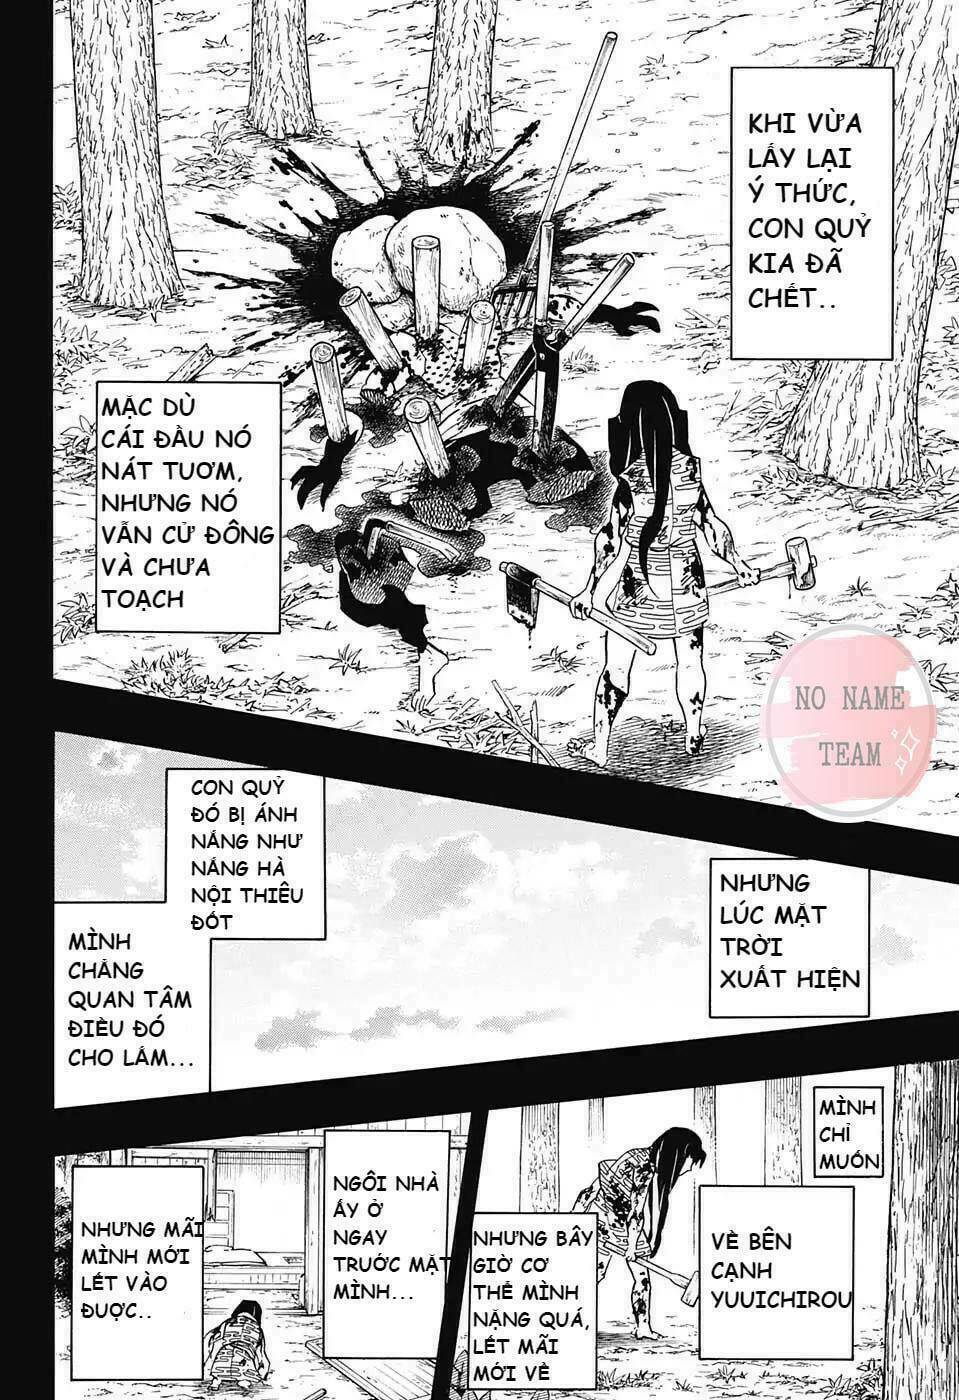 KHI VỪA
LẤY LẠI
Ý THỨC,
CON QUỶ
KIA ĐÃ
CHẾT..
MẶC DÙ
CÁI ĐẦU NÓ
NÁT TƯƠM,
NHƯNG NÓ
VẪN CỬ ĐÔNG
VÀ CHƯA
TOẠCH
NO NAME
TEAM
NHƯNG
LÚC MẶT
TRỜI
XUẤT HIỆN
CON QUỶ
ĐÓ BỊ ÁNH
NẮNG NHƯ
NẮNG HÀ
NỘI THIÊU
ĐỐT
MÌNH
CHẲNG
QUAN TÂM
ĐIỀU ĐÓ
CHO LẮM...
MÌNH
CHỈ
MUỐN
VỀ BÊN
CẠNH
YUUICHIROU
NHƯNG BÂY
GIỜ CƠ
THỂ MÌNH
NẶNG QUÁ,
LẾT MÃI
MỚI VỀ
NGÔI NHÀ
ẤY Ở
NGAY
TRƯỚC MẶT
MÌNH...
NHƯNG MÃI
MÌNH MỚI
LẾT VÀO
ĐƯỢC..